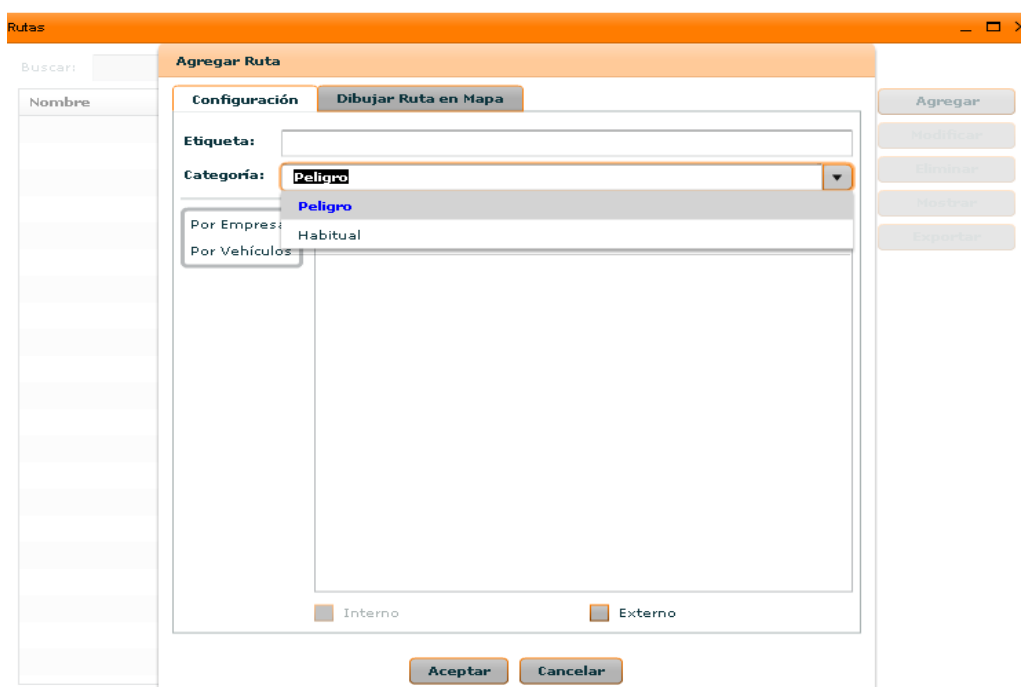 Rutas
Buscar:
Agregar Ruta
Nombre
Configuración
Dibujar Ruta en Mapa
Agregar
Etiqueta:
Modificar
Categoría:
Peligro
Eliminar
Peligro
Mostrar
Por Empresa
Habitual
Exportar
Por Vehículos
Interno
Externo
Aceptar
Cancelar